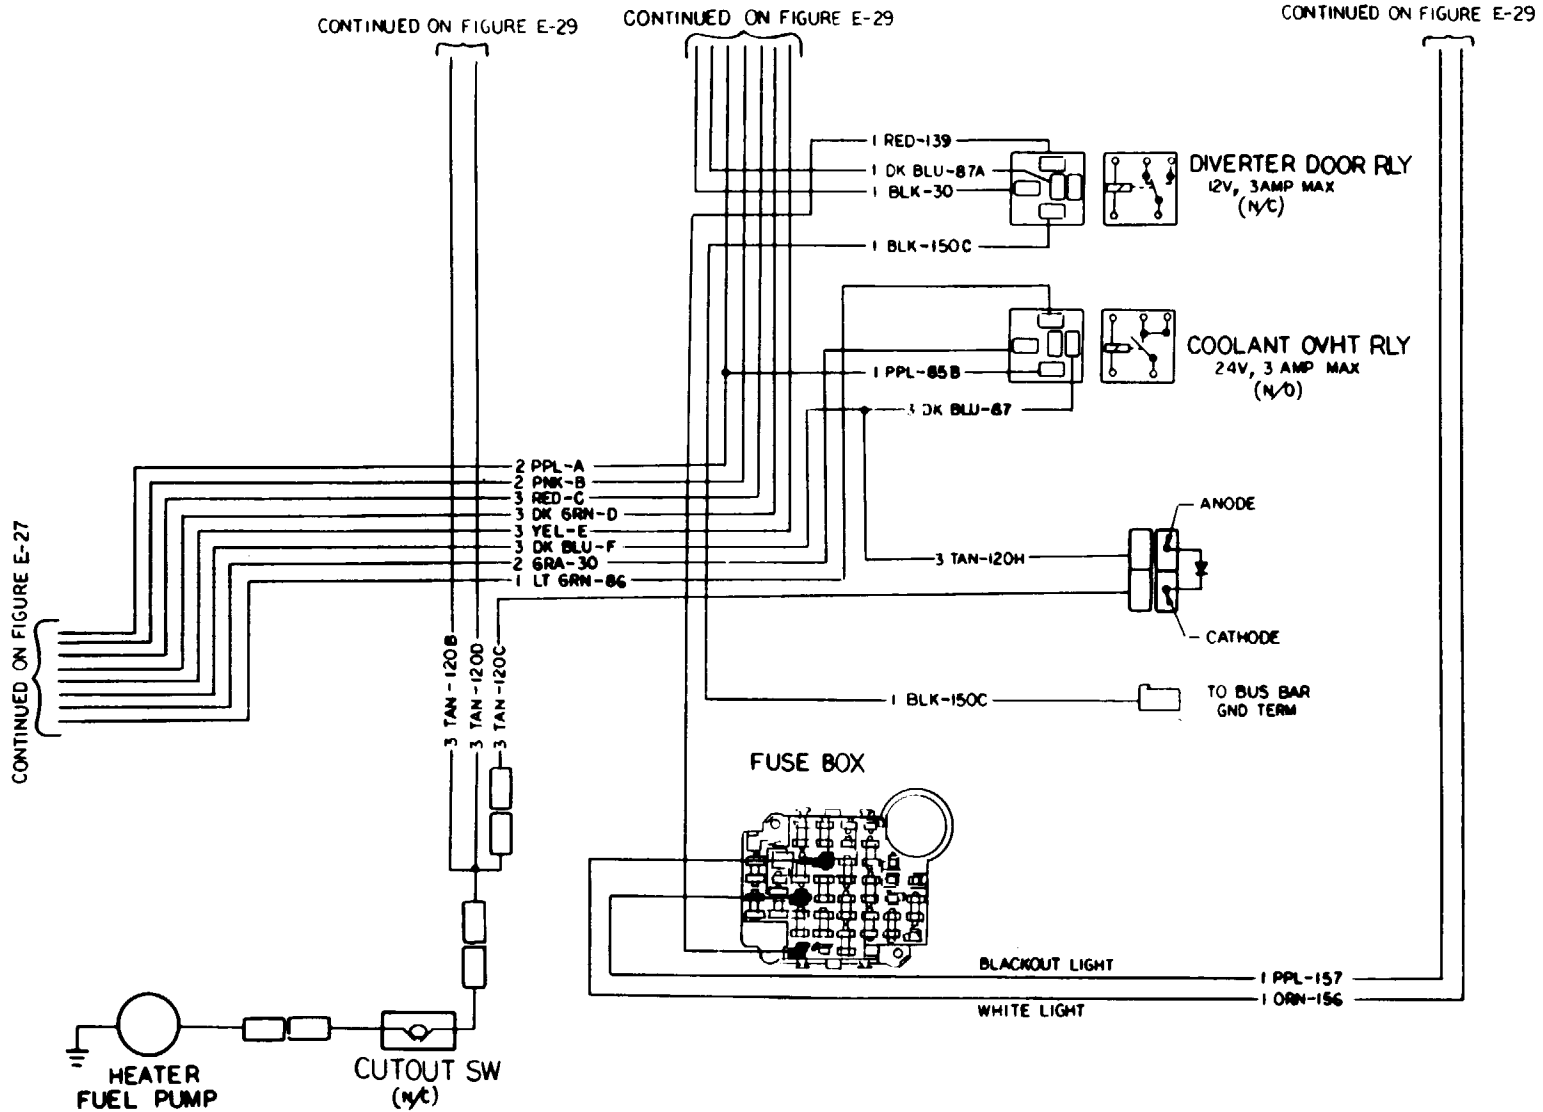 CONTINUED ON FIGURE E-29
CONTINUED ON FIGURE E-29
CONTINUED ON FIGURE E-29
1 RED-139
1 DK BLU-87A
1 BLK-30
DIVERTER DOOR RLY
12V, 3AMP MAX
(N/C)
1 BLK-150C
COOLANT OVHT RLY
24V, 3 AMP MAX
(N/O)
1 PPL-85B
3 DK BLU-87
2 PPL-A
2 PNK-B
3 RED-C
3 DK GRN-D
3 YEL-E
3 DK BLU-F
2 GRA-30
1 LT GRN-86
ANODE
3 TAN-120H
CATHODE
CONTINUED ON FIGURE E-27
3 TAN-120B
3 TAN-120D
3 TAN-120C
1 BLK-150C
TO BUS BAR
GND TERM
FUSE BOX
BLACKOUT LIGHT
1 PPL-157
WHITE LIGHT
1 ORN-156
HEATER
FUEL PUMP
CUTOUT SW
(N/C)